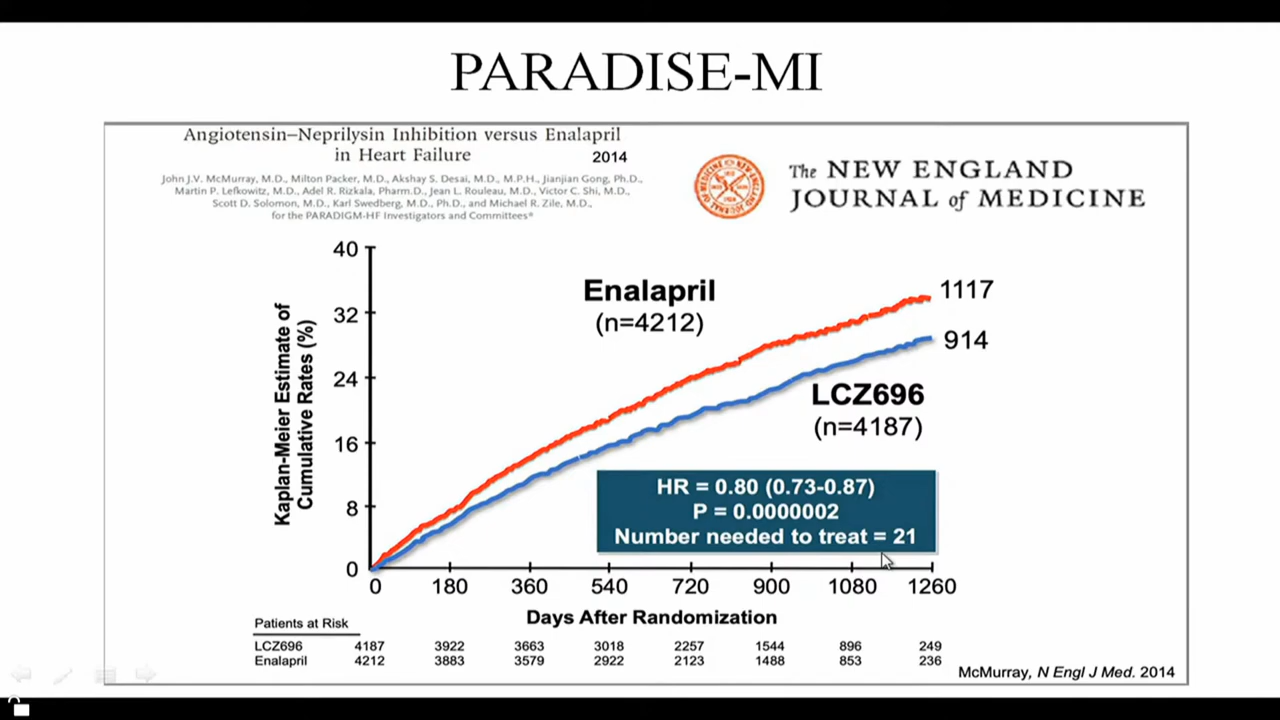 PARADISE-MI
Angiotensin–Neprilysin Inhibition versus Enalapril
in Heart Failure
2014
John J.V. McMurray, M.D., Milton Packer, M.D., Akshay S. Desai, M.D., M.P.H., Jianjian Gong, Ph.D.,
Martin P. Lefkowitz, M.D., Adel R. Rizkala, Pharm.D., Jean L. Rouleau, M.D., Victor C. Shi, M.D.,
Scott D. Solomon, M.D., Karl Swedberg, M.D., Ph.D., and Michael R. Zile, M.D.,
for the PARADIGM-HF Investigators and Committees*
The NEW ENGLAND
JOURNAL of MEDICINE
Kaplan-Meier Estimate of
Cumulative Rates (%)
40
32
24
16
8
0
Enalapril
(n=4212)
1117
914
LCZ696
(n=4187)
HR = 0.80 (0.73-0.87)
P = 0.0000002
Number needed to treat = 21
0 180 360 540 720 900 1080 1260
Days After Randomization
Patients at Risk
LCZ696 4187 3922 3663 3018 2257 1544 896 249
Enalapril 4212 3883 3579 2922 2123 1488 853 236
McMurray, N Engl J Med. 2014